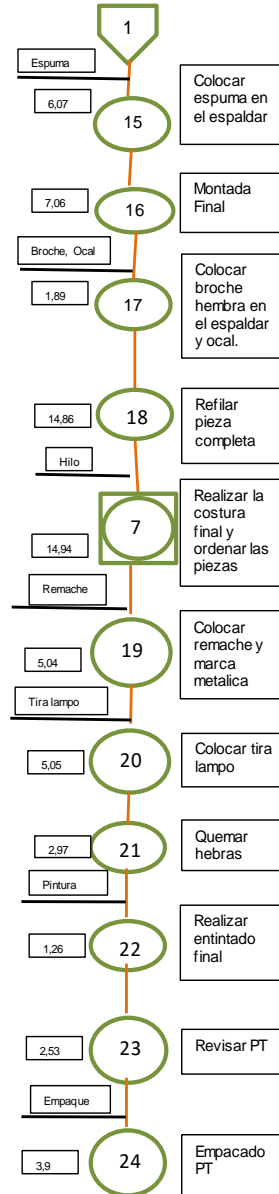 1
Espuma
6,07
15
Colocar
espuma en
el espaldar
7,06
16
Montada
Final
Broche, Ocal
1,89
17
Colocar
broche
hembra en
el espaldar
y ocal.
14,86
18
Refilar
pieza
completa
Hilo
14,94
7
Realizar la
costura
final y
ordenar las
piezas
Remache
5,04
19
Colocar
remache y
marca
metalica
Tira lampo
5,05
20
Colocar tira
lampo
2,97
21
Quemar
hebras
Pintura
1,26
22
Realizar
entintado
final
2,53
23
Revisar PT
Empaque
3,9
24
Empacado
PT